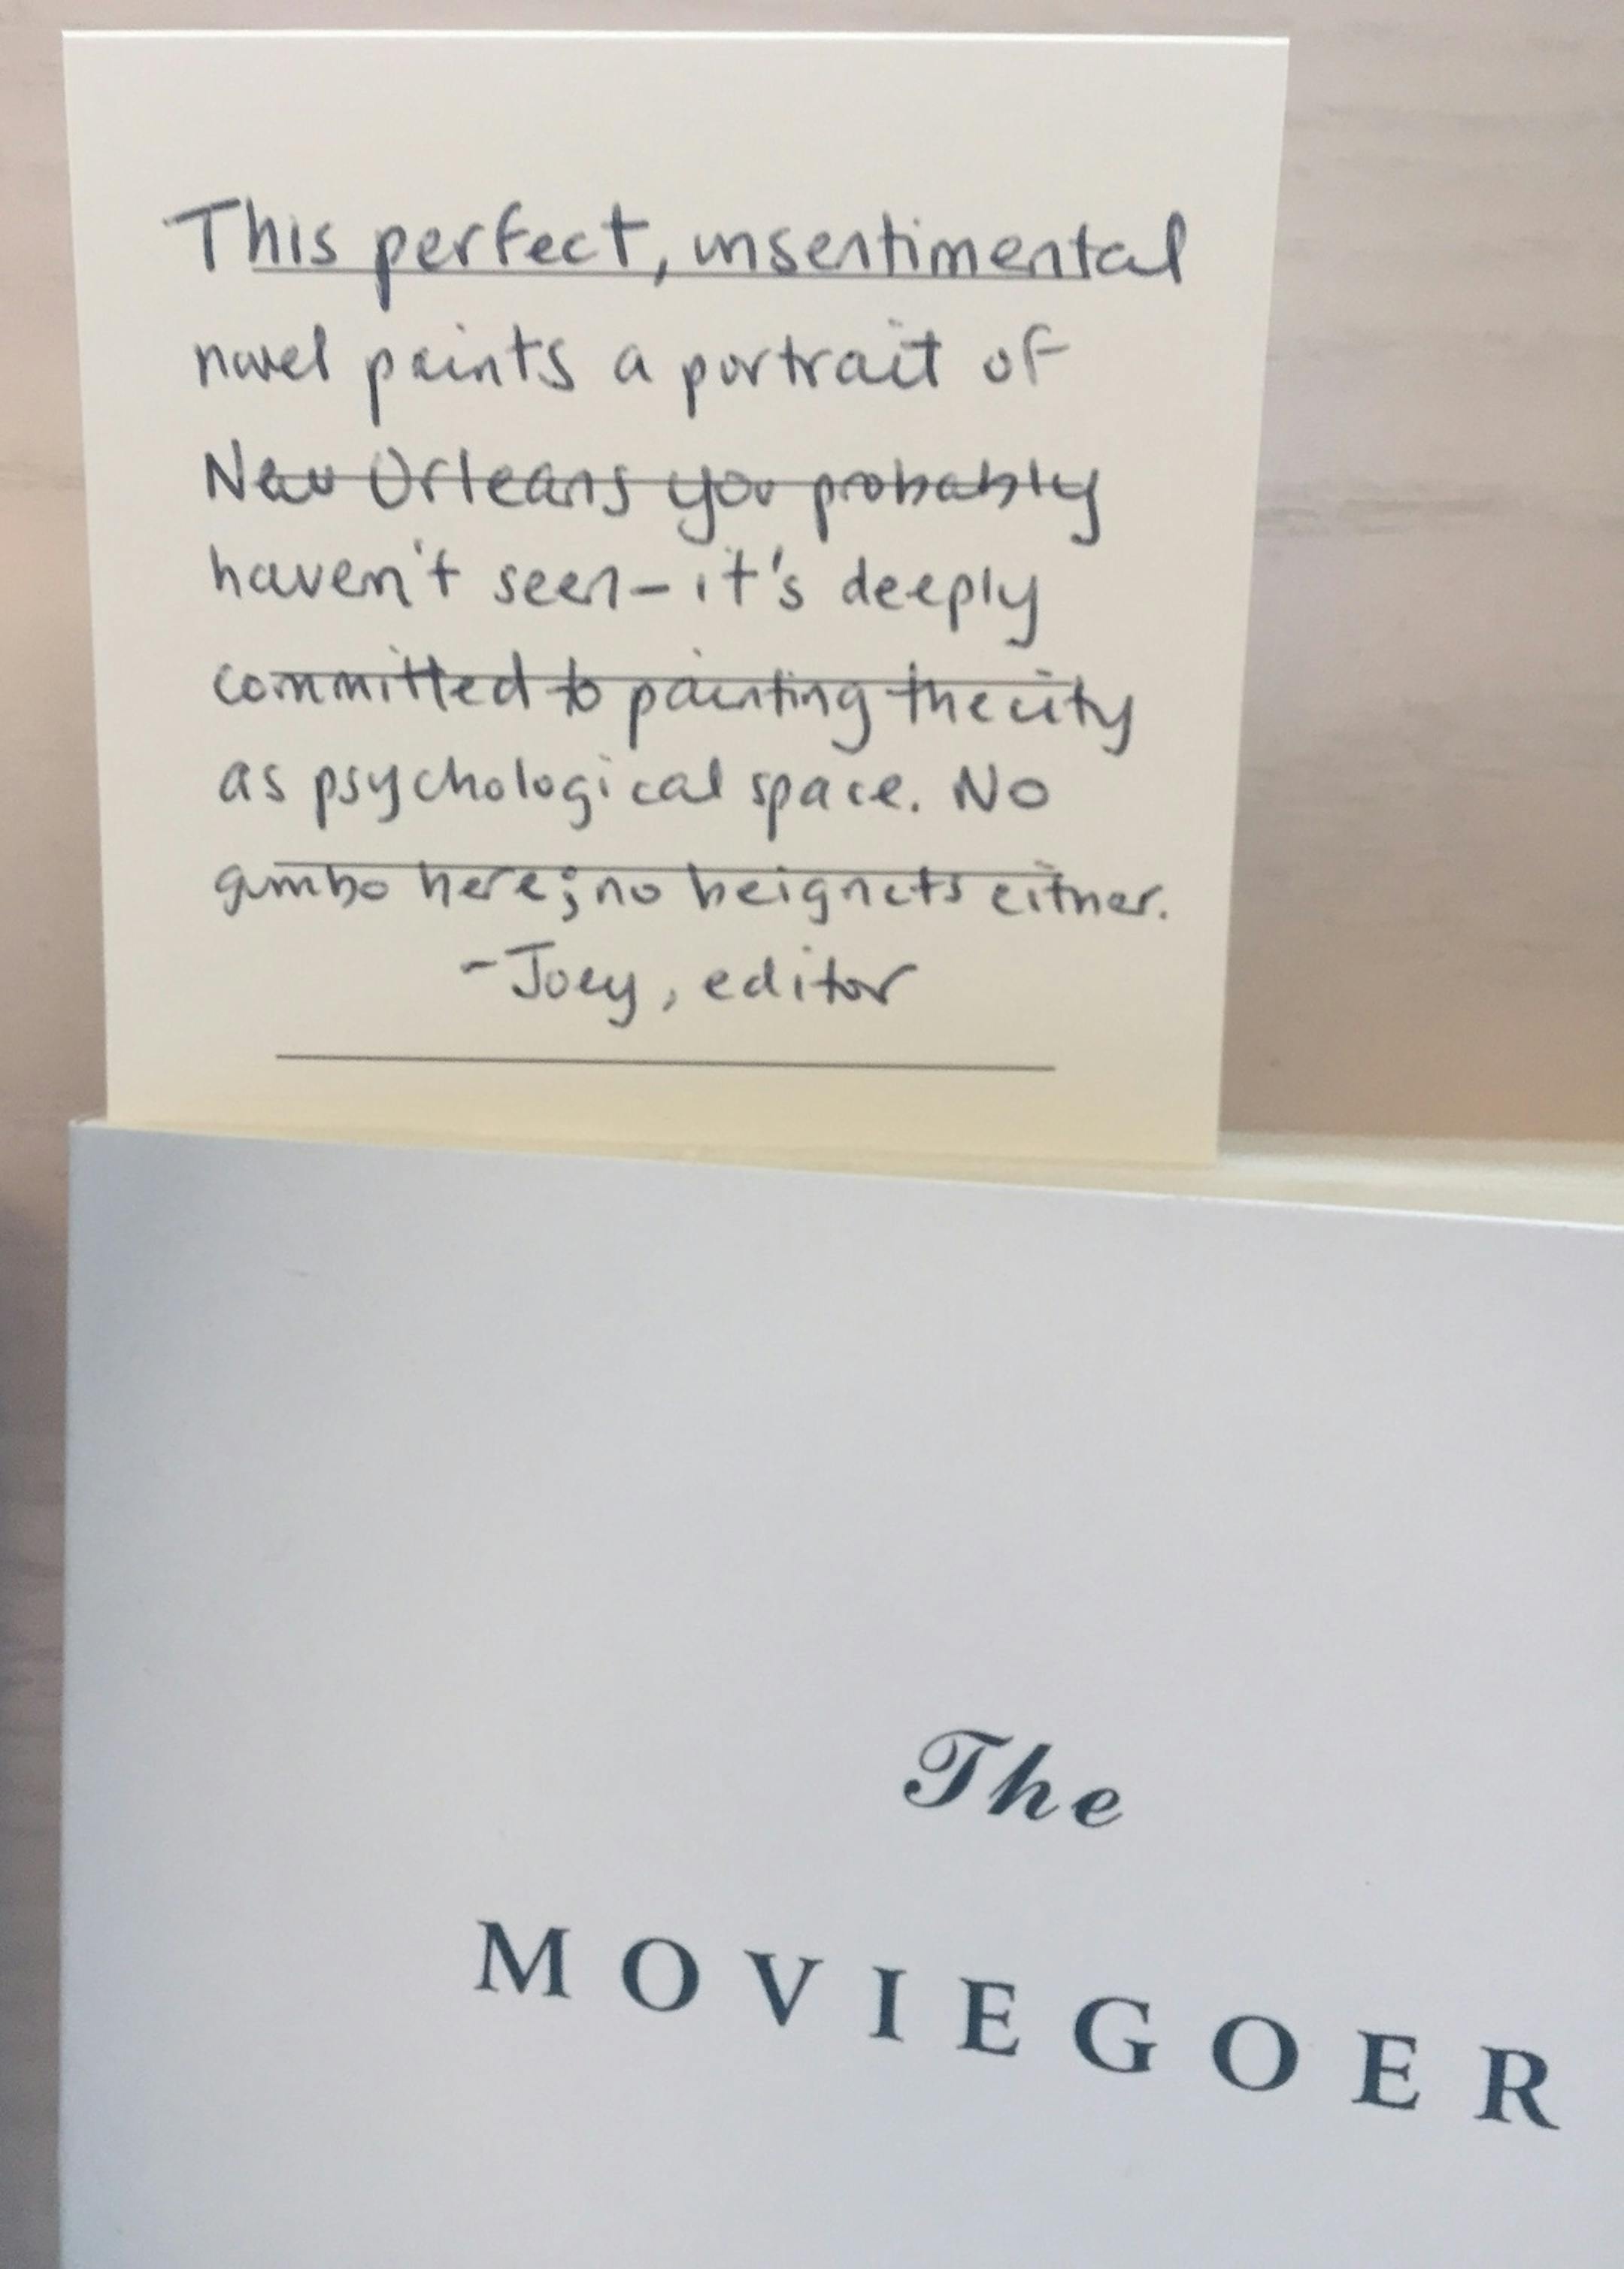 This perfect, unsentimental
novel paints a portrait of
New Orleans you probably
haven't seen–it's deeply
committed to painting the city
as psychological space. No
gumbo here; no beignets either.
-Joey, editor
The
MOVIEGOER